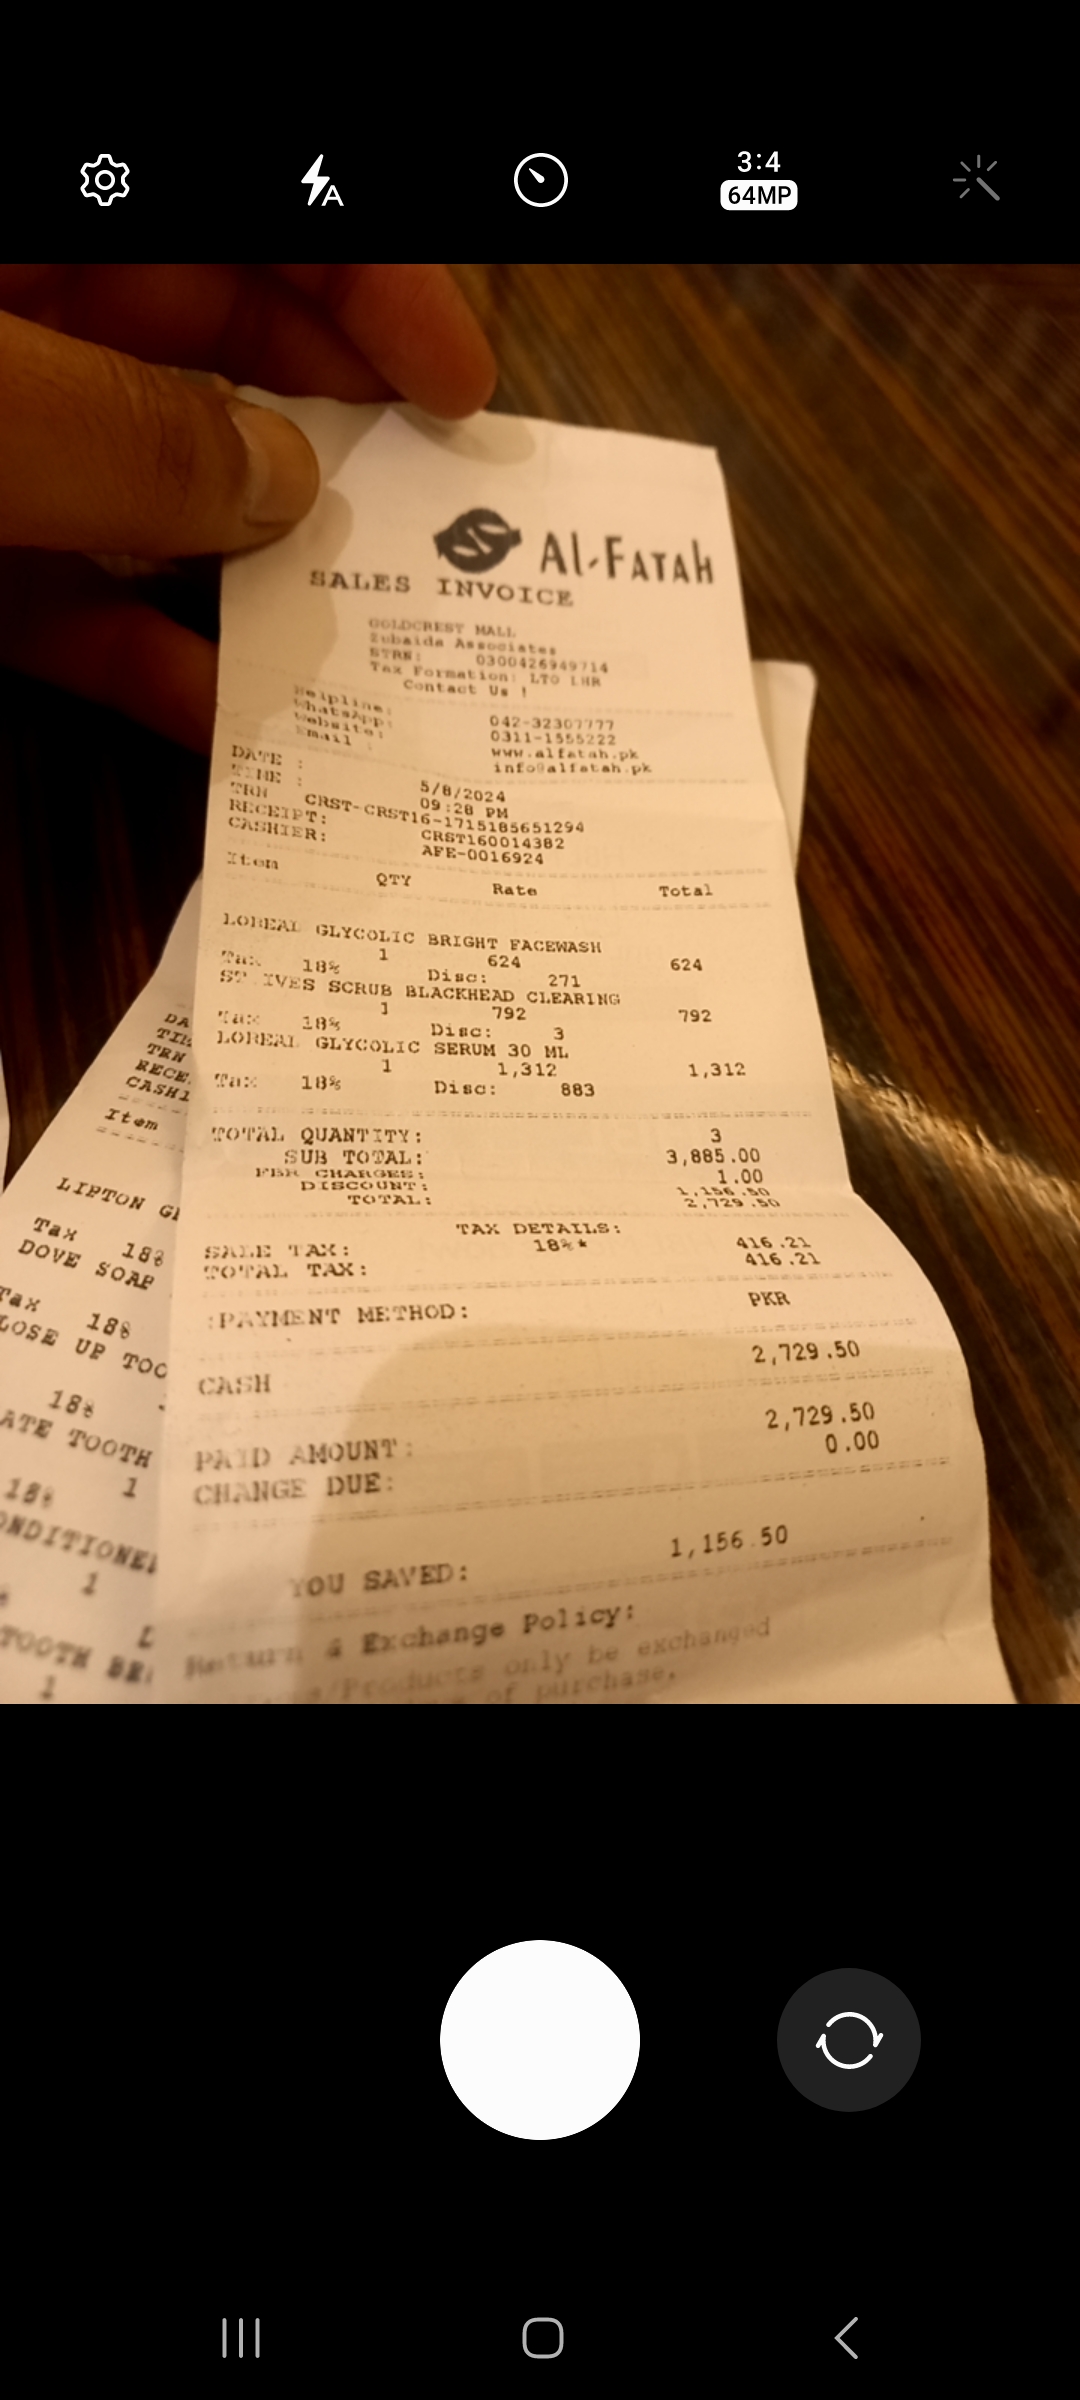 3:4
64MP
Al-Fatah
SALES INVOICE
GOLDCREST MALL
Zubaida Associates
STRN: 0300426949714
Tax Formation: LTO LHR
Contact Us !
Helpline: 042-32307777
WhatsApp: 0311-1555222
Website: www.alfatah.pk
Email : info@alfatah.pk
DATE : 5/8/2024
TIME : 09:28 PM
TRN CRST-CRST16-1715185651294
RECEIPT: CRST160014382
CASHIER: AFE-0016924
Item QTY Rate Total
LOREAL GLYCOLIC BRIGHT FACEWASH
1 624 624
Tax 18% Disc: 271
ST IVES SCRUB BLACKHEAD CLEARING
1 792 792
Tax 18% Disc: 3
LOREAL GLYCOLIC SERUM 30 ML
1 1,312 1,312
Tax 18% Disc: 883
TOTAL QUANTITY: 3
SUB TOTAL: 3,885.00
FBR CHARGES: 1.00
DISCOUNT: 1,156.50
TOTAL: 2,729.50
TAX DETAILS:
SALE TAX: 18%* 416.21
TOTAL TAX: 416.21
:PAYMENT METHOD: PKR
CASH 2,729.50
PAID AMOUNT: 2,729.50
CHANGE DUE: 0.00
YOU SAVED: 1,156.50
Return & Exchange Policy:
/Products only be exchanged
of purchase.
DA
TIM
TRN
RECE
CASHI
Item
LIPTON G
Tax 18%
DOVE SOAP
Tax 18%
LOSE UP TOO
18%
ATE TOOTH
1
18%
ONDITIONE
1
TOOTH BR
1